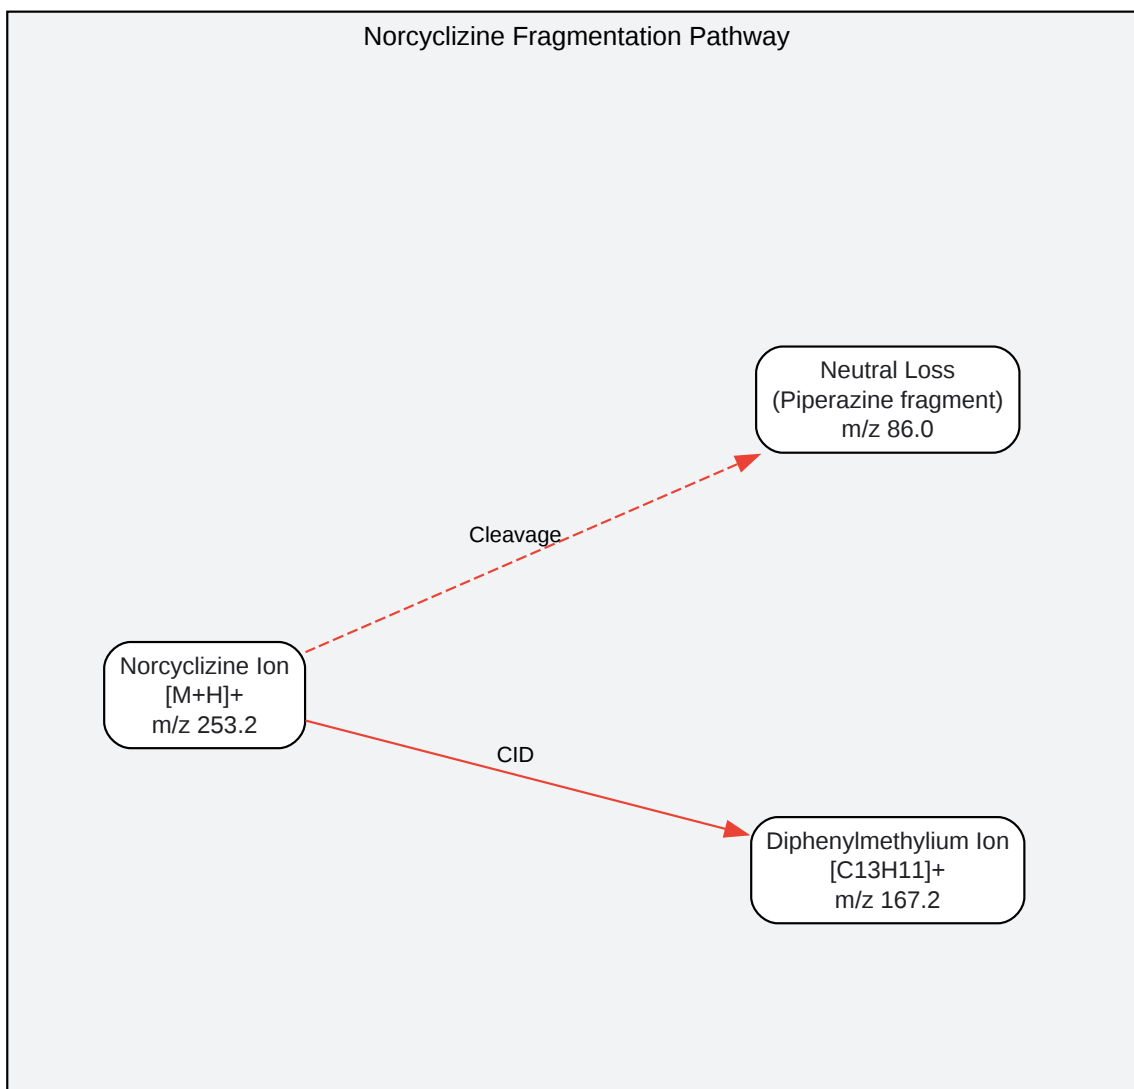 Norcyclizine Fragmentation Pathway
Neutral Loss
(Piperazine fragment)
m/z 86.0
Cleavage
Norcyclizine Ion
[M+H]+
m/z 253.2
CID
Diphenylmethylium Ion
[C13H11]+
m/z 167.2